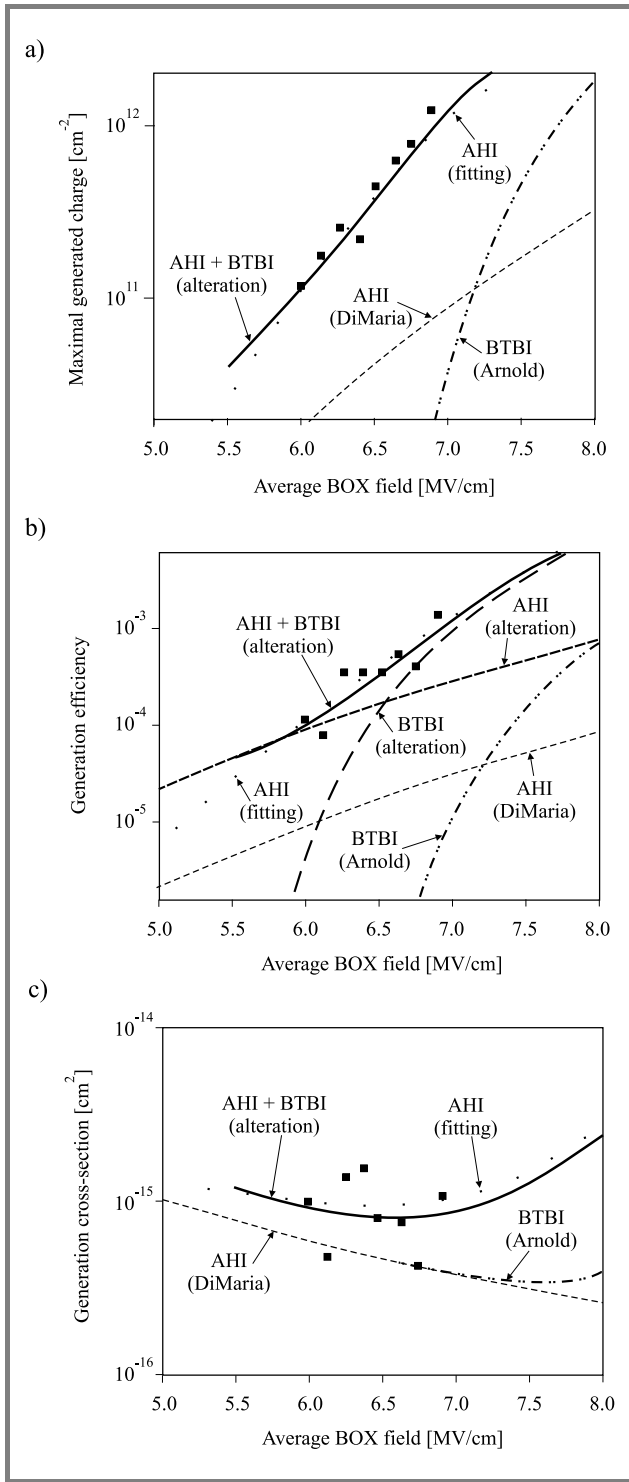 a)
Maximal generated charge [cm-2]
10^12
10^11
AHI
(fitting)
AHI + BTBI
(alteration)
AHI
(DiMaria)
BTBI
(Arnold)
5.0 5.5 6.0 6.5 7.0 7.5 8.0
Average BOX field [MV/cm]
b)
Generation efficiency
10^-3
10^-4
10^-5
AHI + BTBI
(alteration)
AHI
(alteration)
BTBI
(alteration)
AHI
(fitting)
AHI
(DiMaria)
BTBI
(Arnold)
5.0 5.5 6.0 6.5 7.0 7.5 8.0
Average BOX field [MV/cm]
c)
Generation cross-section [cm2]
10^-14
10^-15
10^-16
AHI + BTBI
(alteration)
AHI
(fitting)
BTBI
(Arnold)
AHI
(DiMaria)
5.0 5.5 6.0 6.5 7.0 7.5 8.0
Average BOX field [MV/cm]